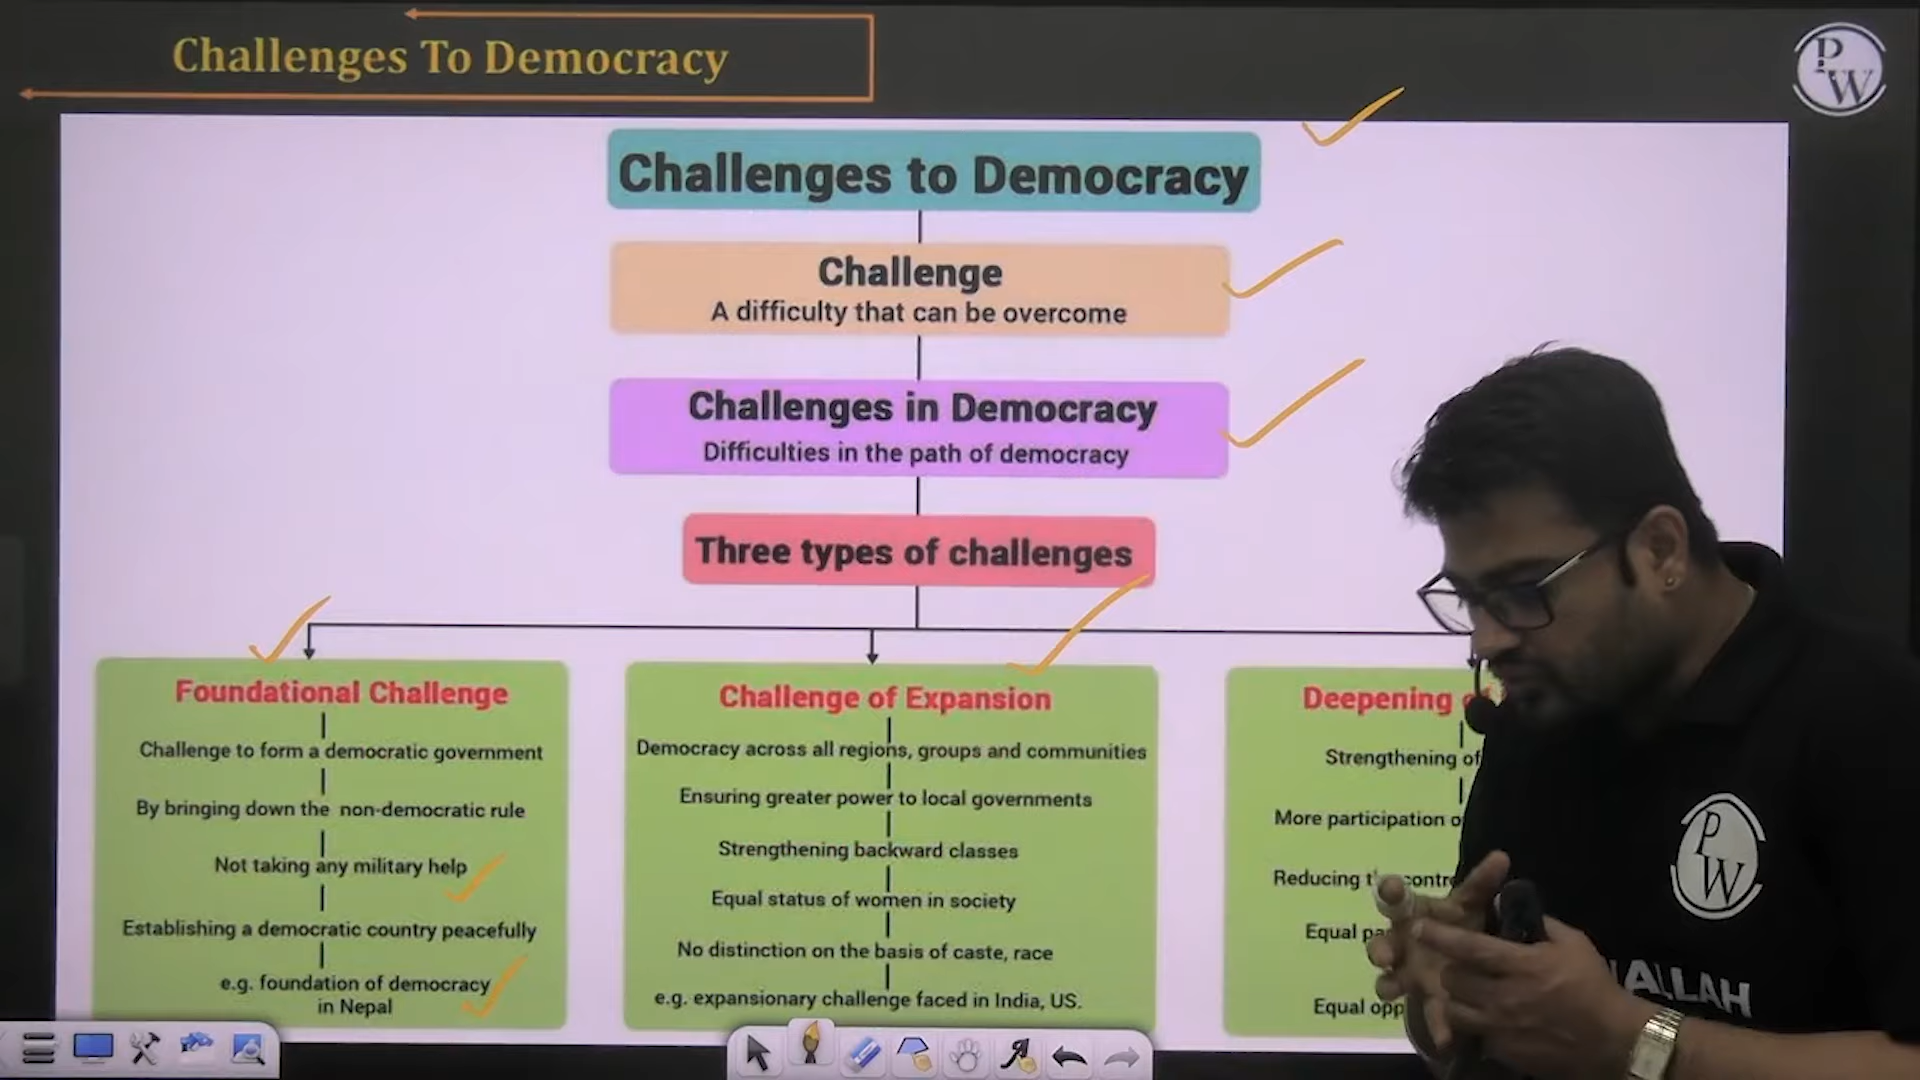 Challenges To Democracy
PW
Challenges to Democracy
Challenge
A difficulty that can be overcome
Challenges in Democracy
Difficulties in the path of democracy
Three types of challenges
Foundational Challenge
Challenge to form a democratic government
By bringing down the non-democratic rule
Not taking any military help
Establishing a democratic country peacefully
e.g. foundation of democracy
in Nepal
Challenge of Expansion
Democracy across all regions, groups and communities
Ensuring greater power to local governments
Strengthening backward classes
Equal status of women in society
No distinction on the basis of caste, race
e.g. expansionary challenge faced in India, US.
Deepening
Strengthening of
More participation
Reducing
Equal
Equal
PW
ALLAH